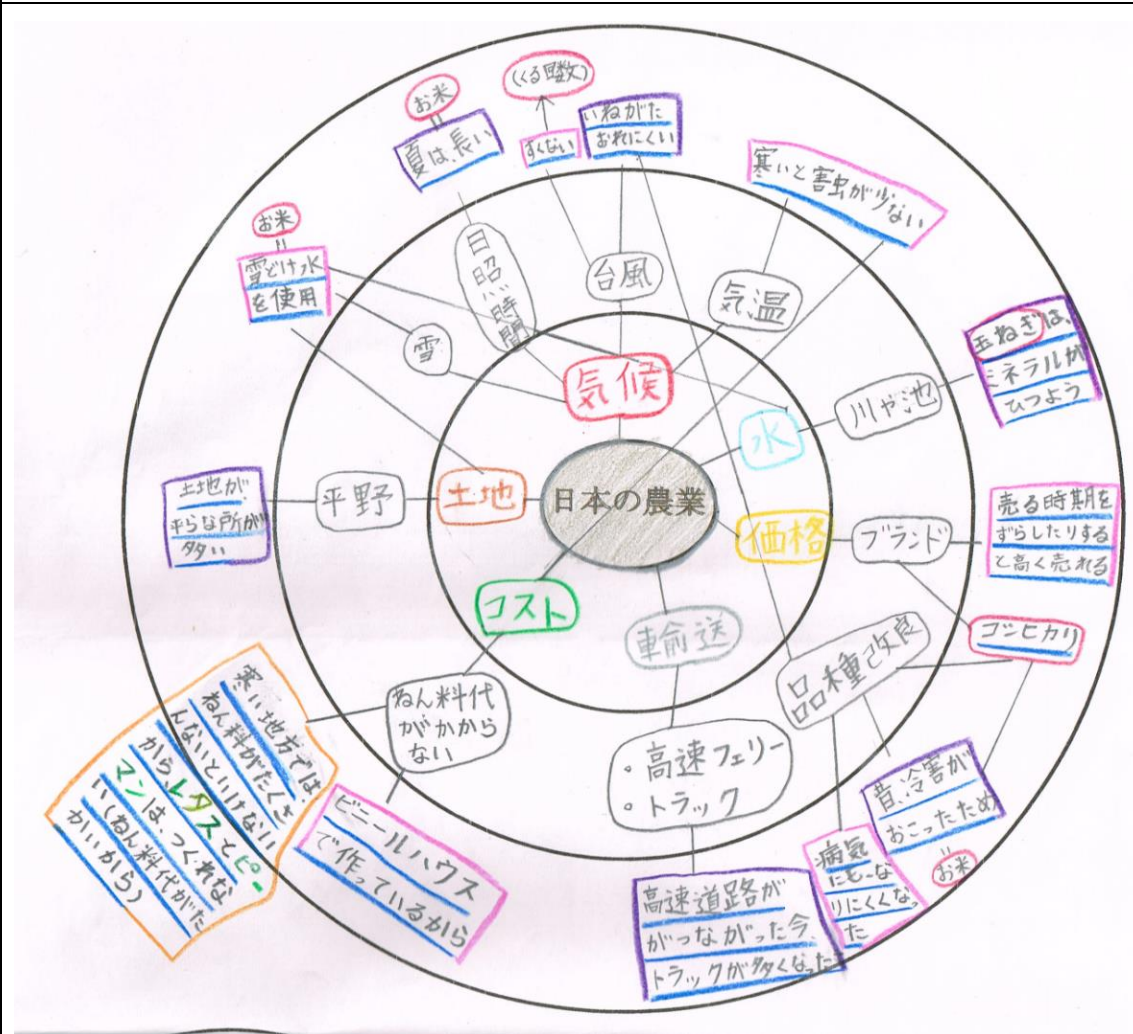 日本の農業
気候
日照時間
お米
夏は、長い
台風
(くる回数)
すくない
いねがた
おれにくい
気温
寒いと害虫が少ない
雪
お米
雪どけ水
を使用
水
川や池
玉ねぎは、
ミネラルが
ひつよう
価格
ブランド
売る時期を
ずらしたりする
と高く売れる
コシヒカリ
品種改良
昔、冷害が
おこったため
お米
病気
にもーな
りにくくなっ
た
輸送
・高速フェリー
・トラック
高速道路が
がつながった今、
トラックが多くなった
コスト
ねん料代
がかから
ない
ビニールハウス
で作っているから
寒い地方では、
ねん料がたくさ
んないといけない
からレタスとピー
マンは、つくれな
い(ねん料代がた
かいから)
土地
平野
土地が
平らな所が
多い